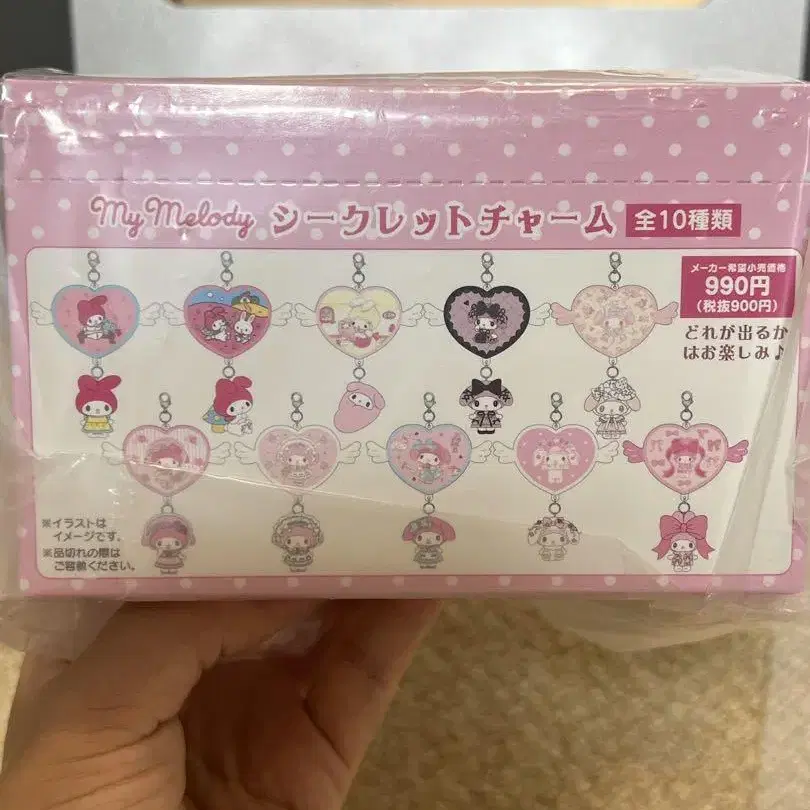 My Melody シークレットチャーム 全10種類
メーカー希望小売価格
990円
(税抜900円)
どれが出るか
はお楽しみ♪
※イラストは
イメージです。
※品切れの際は
ご容赦ください。